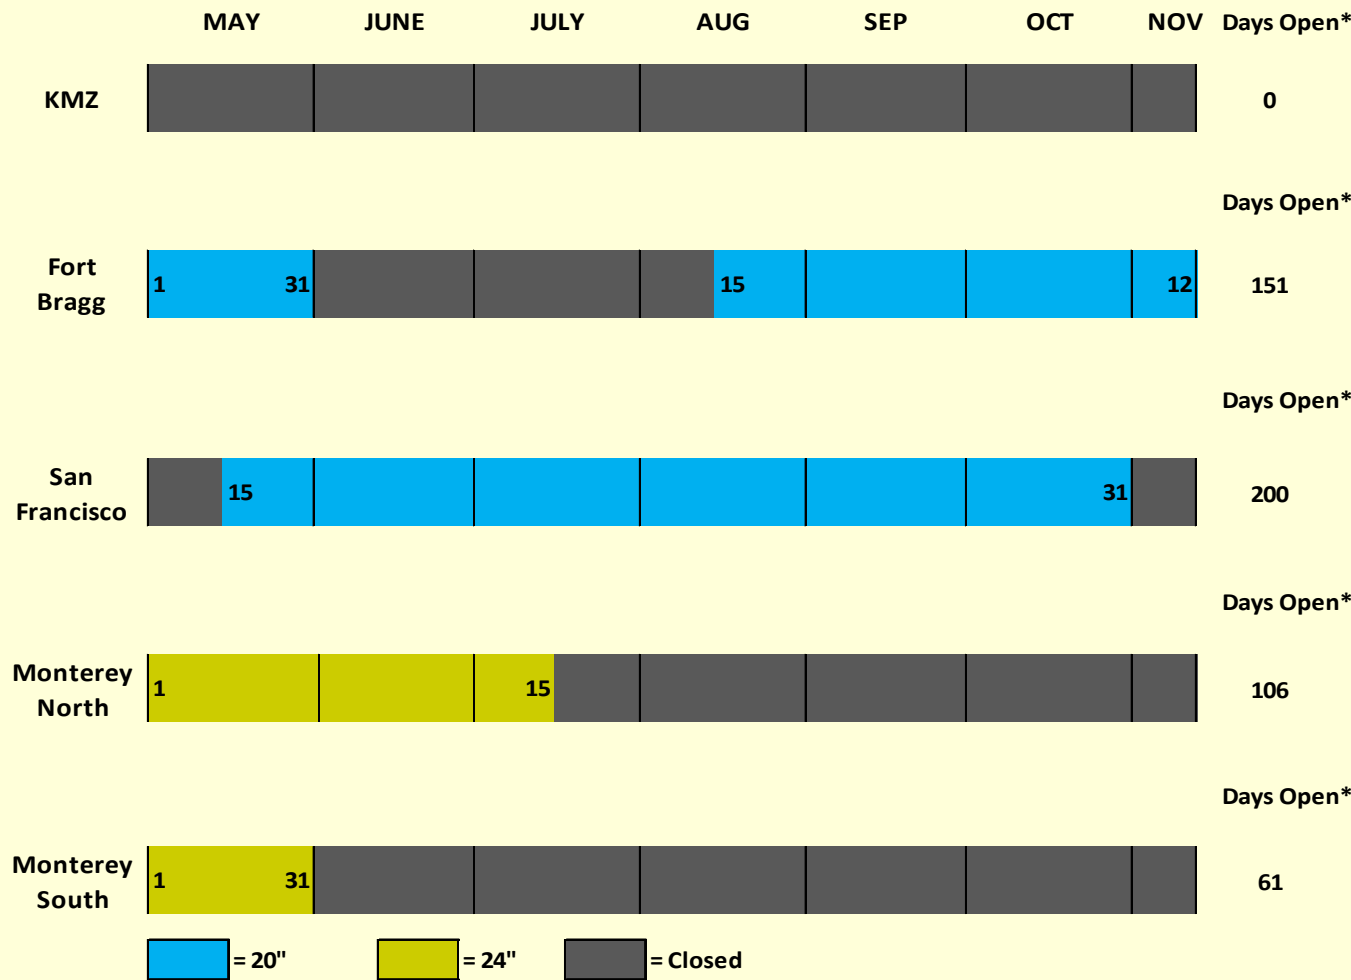 MAY JUNE JULY AUG SEP OCT NOV Days Open*
KMZ 0
Days Open*
Fort
Bragg
1 31 15 12 151
Days Open*
San
Francisco
15 31 200
Days Open*
Monterey
North
1 15 106
Days Open*
Monterey
South
1 31 61
= 20" = 24" = Closed